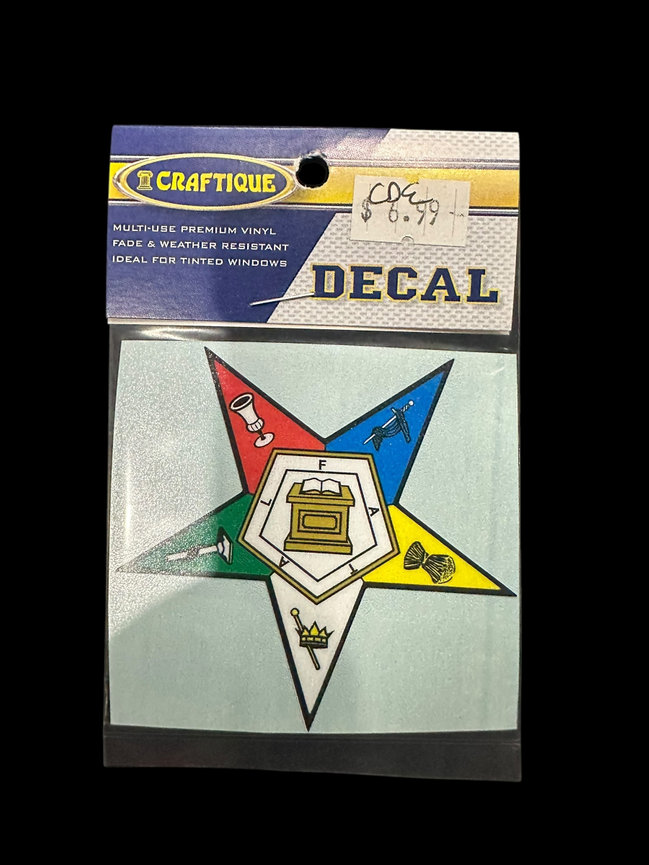 CRAFTIQUE
MULTI-USE PREMIUM VINYL
FADE & WEATHER RESISTANT
IDEAL FOR TINTED WINDOWS
$ 6.99
DECAL
F
A
T
A
L